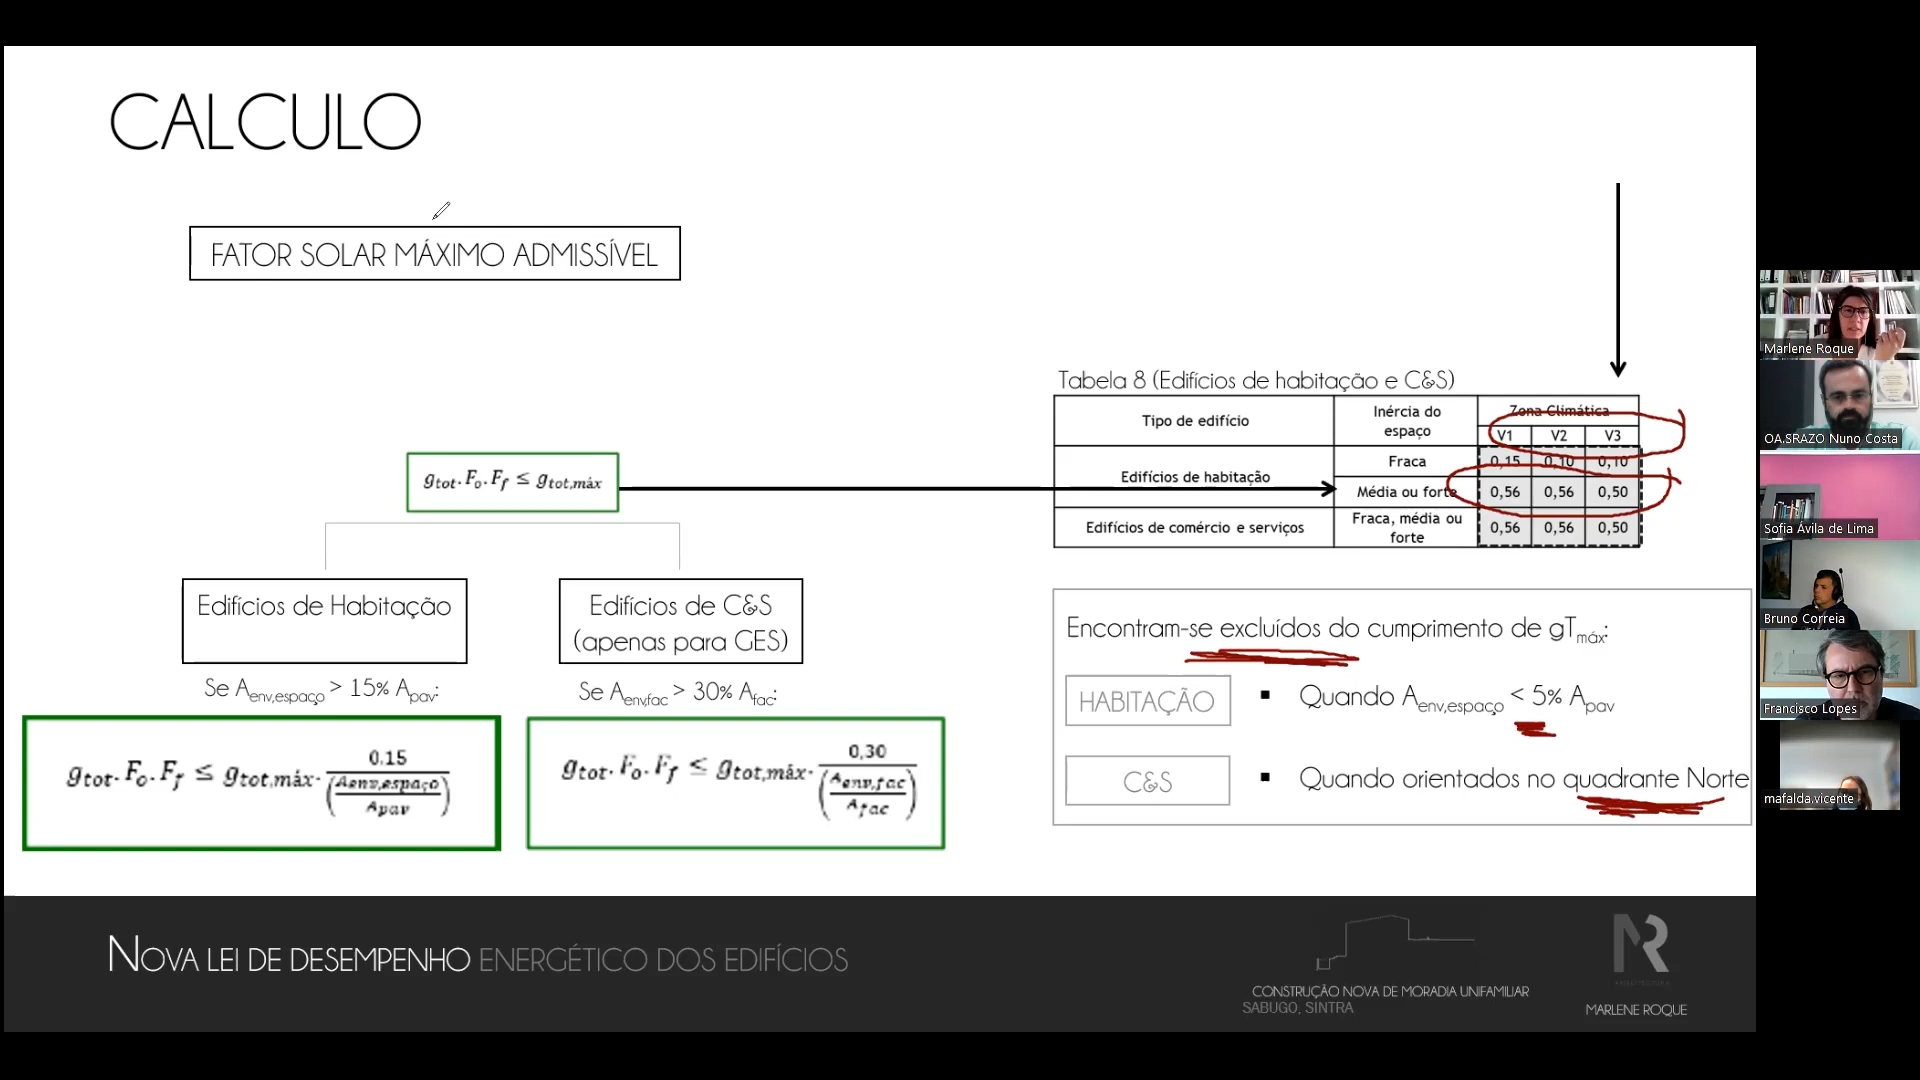 CALCULO
FATOR SOLAR MÁXIMO ADMISSÍVEL
g_tot. F_o. F_f ≤ g_tot,máx
Edifícios de Habitação
Se A_env,espaço > 15% A_pav:
g_tot. F_o. F_f ≤ g_tot,máx. 0.15 / (A_env,espaço / A_pav)
Edifícios de C&S
(apenas para GES)
Se A_env,fac > 30% A_fac:
g_tot. F_o. F_f ≤ g_tot,máx. 0,30 / (A_env,fac / A_fac)
Tabela 8 (Edifícios de habitação e C&S)
Tipo de edifício
Inércia do
espaço
Zona Climática
V1 V2 V3
Edifícios de habitação
Fraca 0,15 0,10 0,10
Média ou forte 0,56 0,56 0,50
Edifícios de comércio e serviços
Fraca, média ou
forte
0,56 0,56 0,50
Encontram-se excluídos do cumprimento de gT_máx:
HABITAÇÃO ▪ Quando A_env,espaço < 5% A_pav
C&S ▪ Quando orientados no quadrante Norte
NOVA LEI DE DESEMPENHO ENERGÉTICO DOS EDIFÍCIOS
CONSTRUÇÃO NOVA DE MORADIA UNIFAMILIAR
SABUGO, SINTRA
MR
MARLENE ROQUE
Marlene Roque
OA.SRAZO Nuno Costa
Sofia Ávila de Lima
Bruno Correia
Francisco Lopes
mafalda.vicente